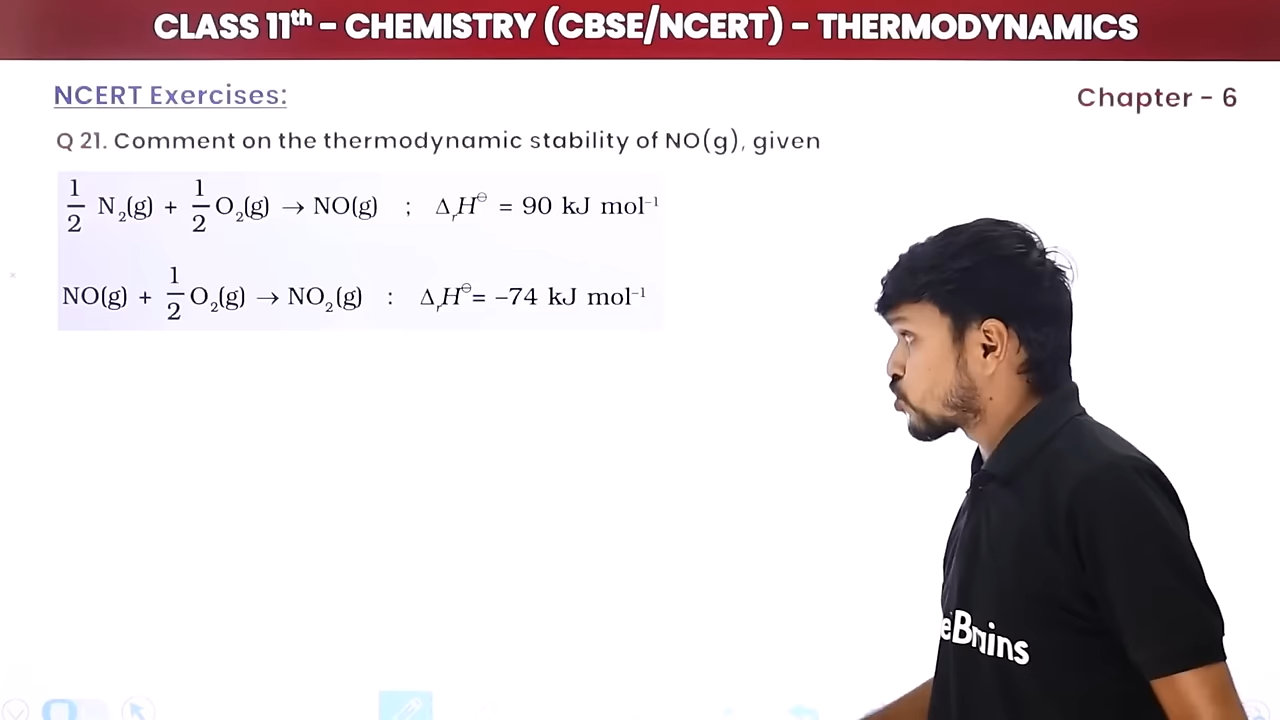 CLASS 11th - CHEMISTRY (CBSE/NCERT) - THERMODYNAMICS
NCERT Exercises:
Chapter - 6
Q 21. Comment on the thermodynamic stability of NO(g), given
1/2 N₂(g) + 1/2 O₂(g) → NO(g) ; ΔᵣH⊖ = 90 kJ mol⁻¹
NO(g) + 1/2 O₂(g) → NO₂(g) : ΔᵣH⊖= –74 kJ mol⁻¹
eBrains